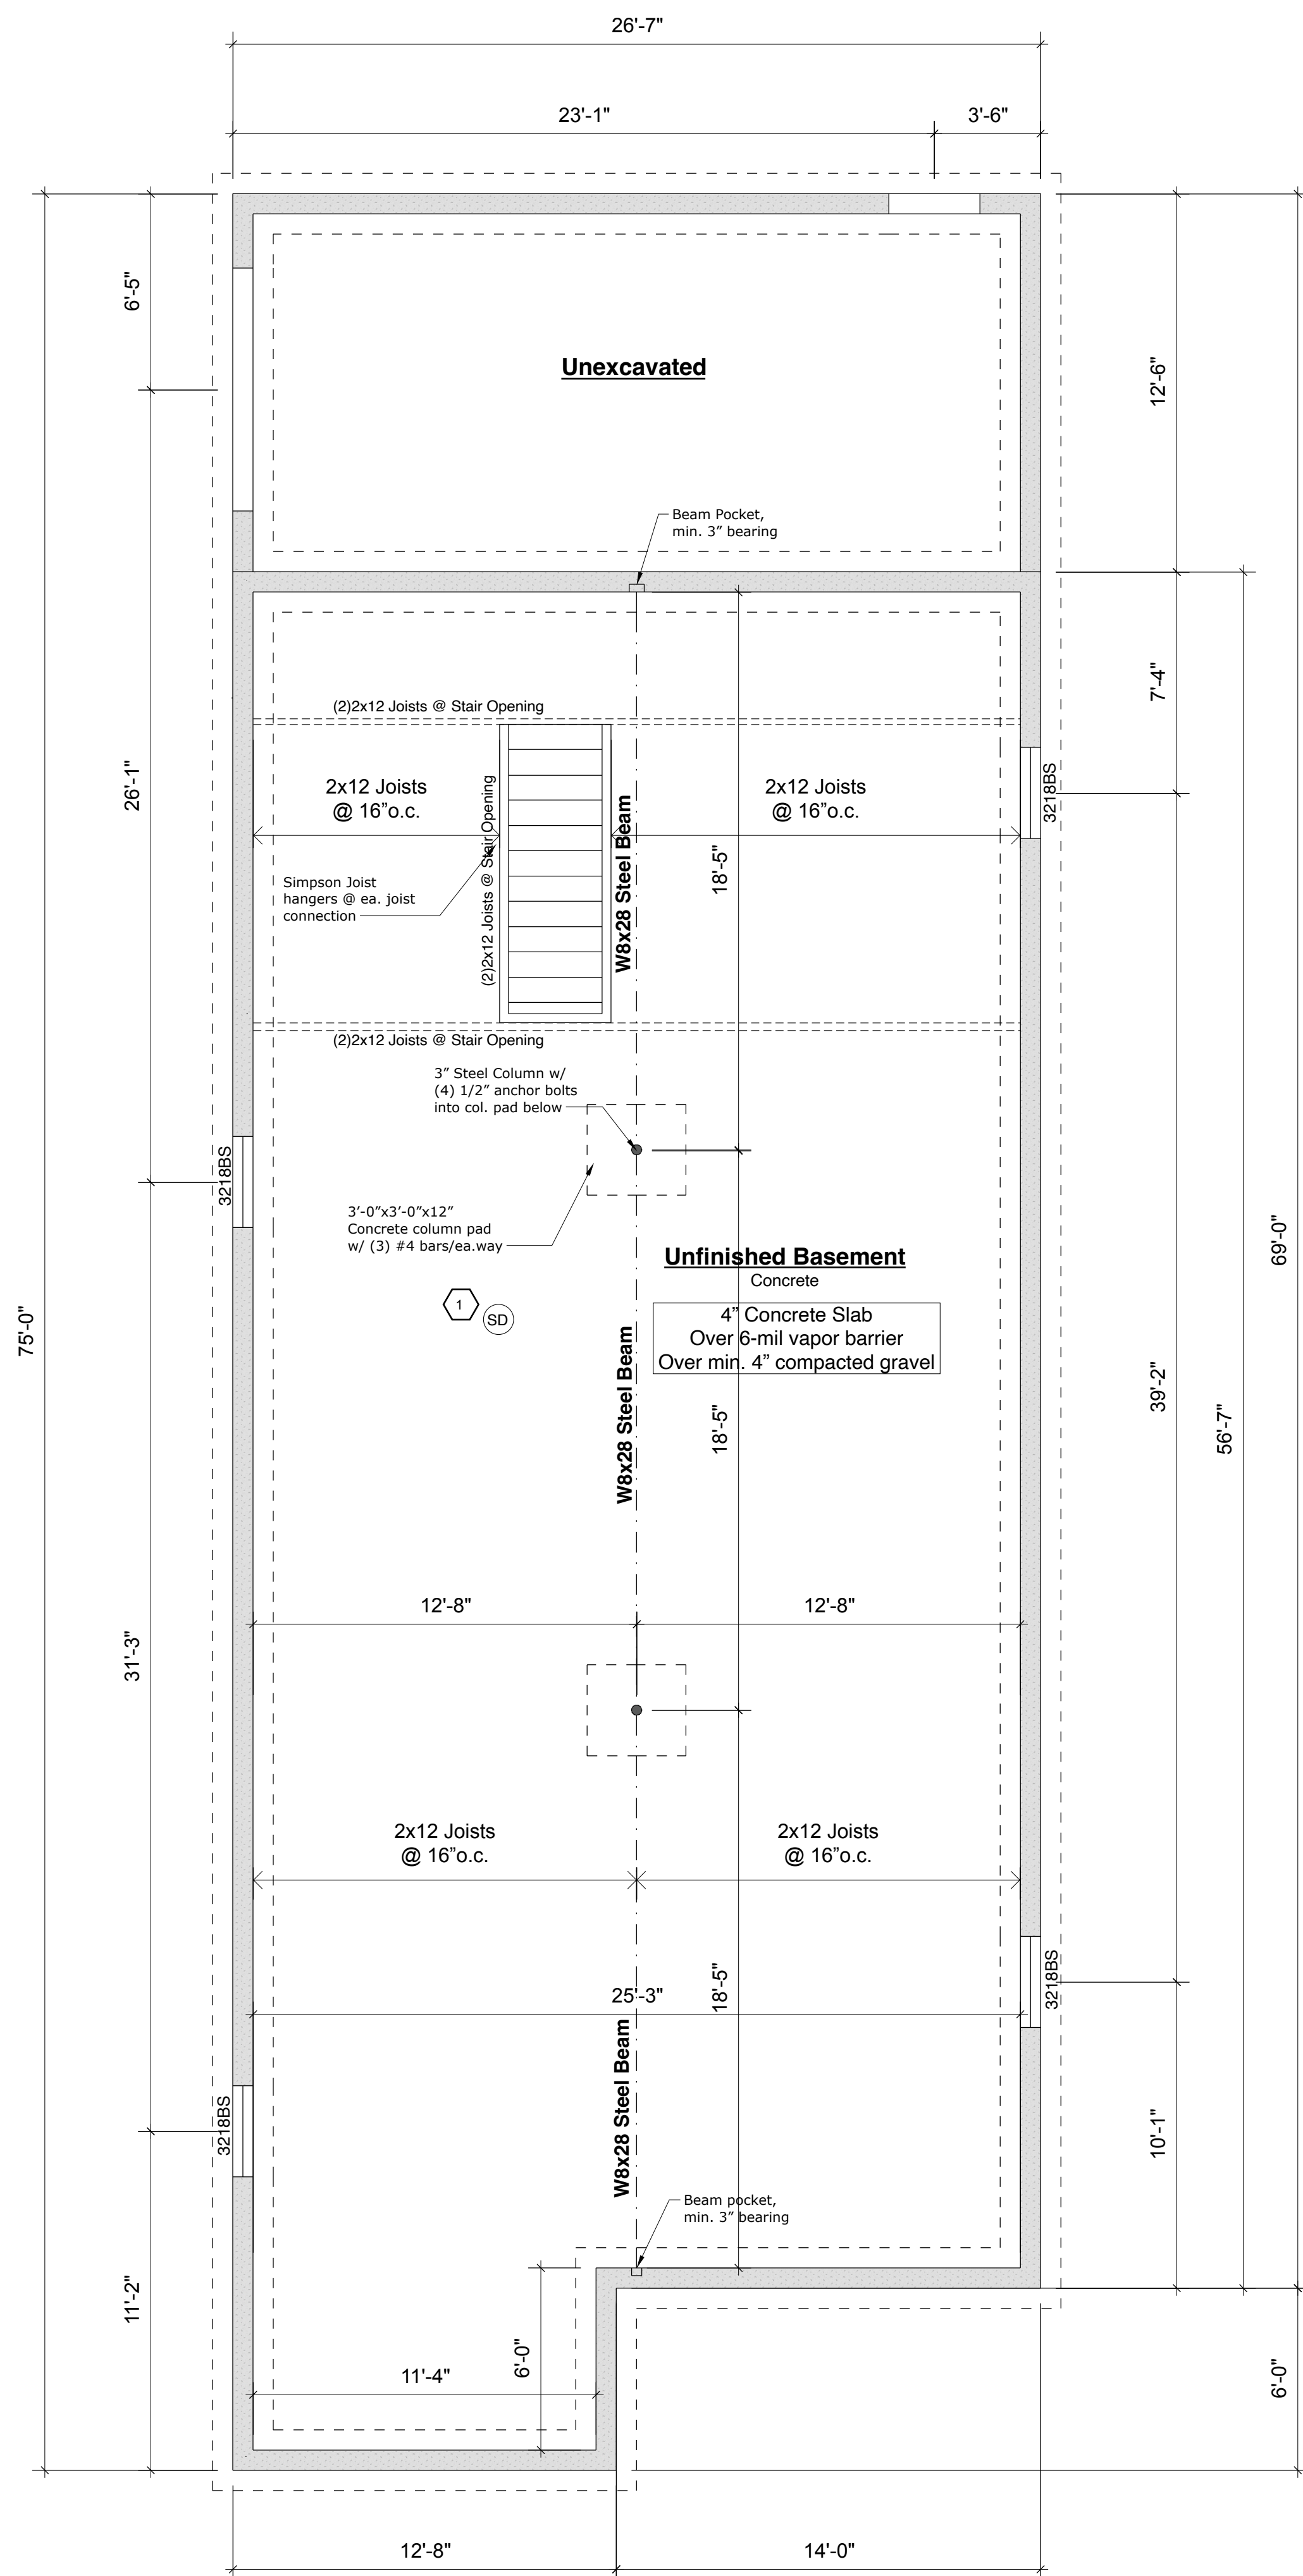 26'-7"
23'-1"
3'-6"
6'-5"
12'-6"
Unexcavated
Beam Pocket,
min. 3" bearing
7'-4"
(2)2x12 Joists @ Stair Opening
26'-1"
2x12 Joists
@ 16”o.c.
2x12 Joists
@ 16”o.c.
3218BS
(2)2x12 Joists @ Stair Opening
W8x28 Steel Beam
18'-5"
Simpson Joist
hangers @ ea. joist
connection
(2)2x12 Joists @ Stair Opening
3" Steel Column w/
(4) 1/2" anchor bolts
into col. pad below
3218BS
3'-0"x3'-0"x12"
Concrete column pad
w/ (3) #4 bars/ea.way
69'-0"
Unfinished Basement
Concrete
1
SD
4” Concrete Slab
Over 6-mil vapor barrier
Over min. 4” compacted gravel
75'-0"
W8x28 Steel Beam
18'-5"
39'-2"
56'-7"
12'-8"
12'-8"
31'-3"
2x12 Joists
@ 16”o.c.
2x12 Joists
@ 16”o.c.
25'-3"
18'-5"
3218BS
W8x28 Steel Beam
3218BS
10'-1"
Beam pocket,
min. 3" bearing
11'-2"
6'-0"
11'-4"
6'-0"
12'-8"
14'-0"